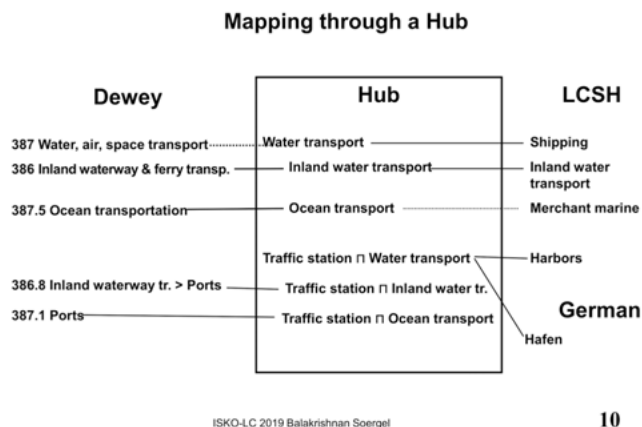 Mapping through a Hub
Dewey Hub LCSH
387 Water, air, space transport Water transport Shipping
386 Inland waterway & ferry transp. Inland water transport Inland water
transport
387.5 Ocean transportation Ocean transport Merchant marine
Traffic station ⊓ Water transport Harbors
386.8 Inland waterway tr. > Ports Traffic station ⊓ Inland water tr.
German
387.1 Ports Traffic station ⊓ Ocean transport
Hafen
ISKO-LC 2019 Balakrishnan Soergel 10